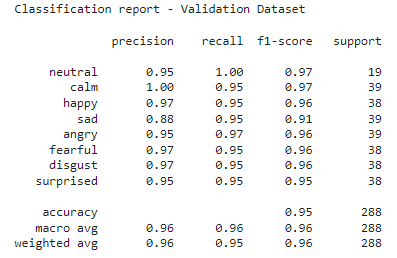 Classification report - Validation Dataset
precision recall f1-score support
neutral 0.95 1.00 0.97 19
calm 1.00 0.95 0.97 39
happy 0.97 0.95 0.96 38
sad 0.88 0.95 0.91 39
angry 0.95 0.97 0.96 39
fearful 0.97 0.95 0.96 38
disgust 0.97 0.95 0.96 38
surprised 0.95 0.95 0.95 38
accuracy 0.95 288
macro avg 0.96 0.96 0.96 288
weighted avg 0.96 0.95 0.96 288